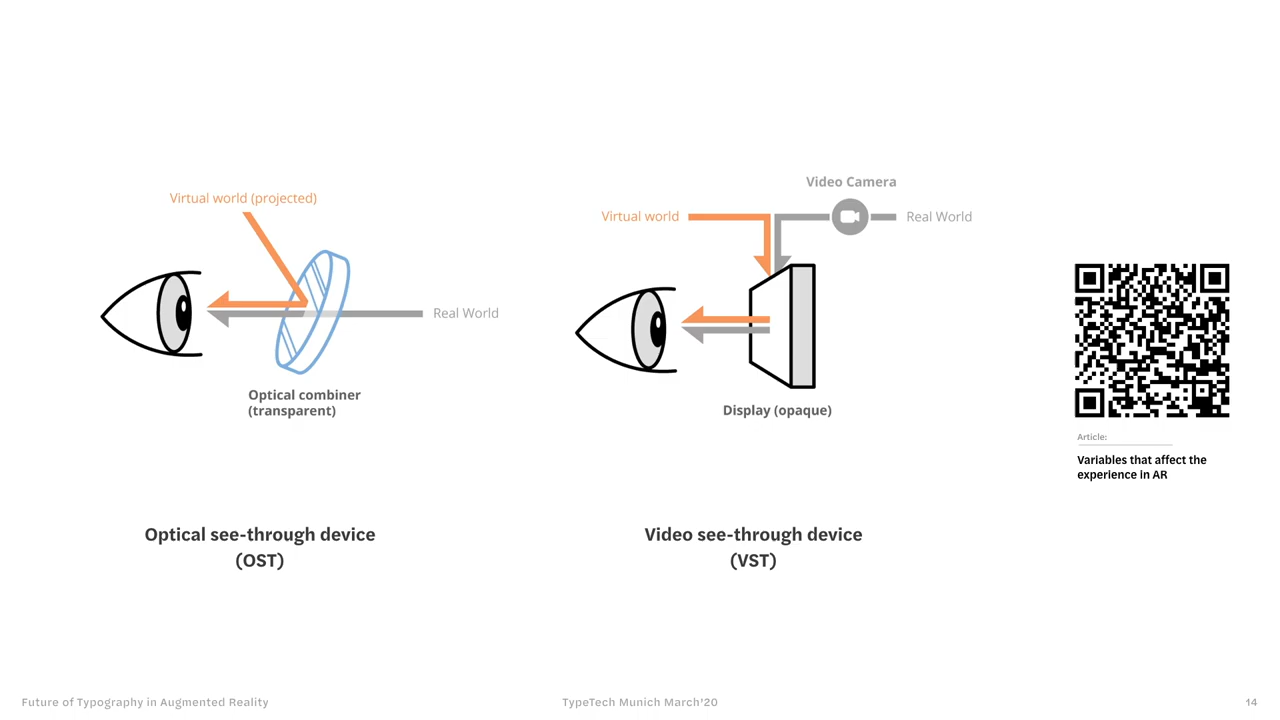 Virtual world (projected)
Real World
Optical combiner
(transparent)
Optical see-through device
(OST)
Video Camera
Virtual world
Real World
Display (opaque)
Video see-through device
(VST)
Article:
Variables that affect the
experience in AR
Future of Typography in Augmented Reality
TypeTech Munich March'20
14